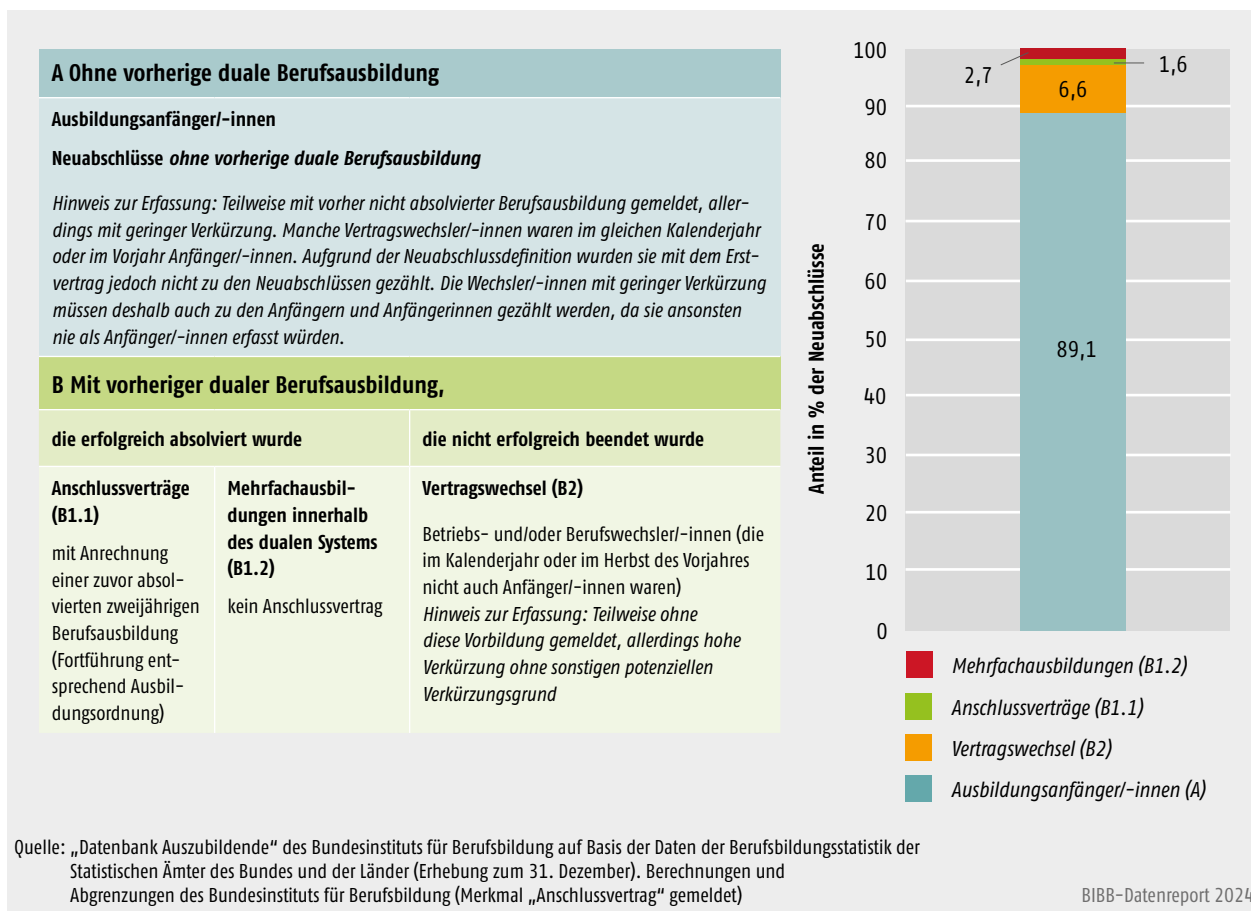 A Ohne vorherige duale Berufsausbildung
Ausbildungsanfänger/-innen
Neuabschlüsse ohne vorherige duale Berufsausbildung
Hinweis zur Erfassung: Teilweise mit vorher nicht absolvierter Berufsausbildung gemeldet, aller-
dings mit geringer Verkürzung. Manche Vertragswechsler/-innen waren im gleichen Kalenderjahr
oder im Vorjahr Anfänger/-innen. Aufgrund der Neuabschlussdefinition wurden sie mit dem Erst-
vertrag jedoch nicht zu den Neuabschlüssen gezählt. Die Wechsler/-innen mit geringer Verkürzung
müssen deshalb auch zu den Anfängern und Anfängerinnen gezählt werden, da sie ansonsten
nie als Anfänger/-innen erfasst würden.
B Mit vorheriger dualer Berufsausbildung,
die erfolgreich absolviert wurde
die nicht erfolgreich beendet wurde
Anschlussverträge
(B1.1)
mit Anrechnung
einer zuvor absol-
vierten zweijährigen
Berufsausbildung
(Fortführung ent-
sprechend Ausbil-
dungsordnung)
Mehrfachausbil-
dungen innerhalb
des dualen Systems
(B1.2)
kein Anschlussvertrag
Vertragswechsel (B2)
Betriebs- und/oder Berufswechsler/-innen (die
im Kalenderjahr oder im Herbst des Vorjahres
nicht auch Anfänger/-innen waren)
Hinweis zur Erfassung: Teilweise ohne
diese Vorbildung gemeldet, allerdings hohe
Verkürzung ohne sonstigen potenziellen
Verkürzungsgrund
Anteil in % der Neuabschlüsse
100
90
80
70
60
50
40
30
20
10
0
2,7
1,6
6,6
89,1
Mehrfachausbildungen (B1.2)
Anschlussverträge (B1.1)
Vertragswechsel (B2)
Ausbildungsanfänger/-innen (A)
Quelle: „Datenbank Auszubildende“ des Bundesinstituts für Berufsbildung auf Basis der Daten der Berufsbildungsstatistik der
Statistischen Ämter des Bundes und der Länder (Erhebung zum 31. Dezember). Berechnungen und
Abgrenzungen des Bundesinstituts für Berufsbildung (Merkmal „Anschlussvertrag“ gemeldet)
BIBB-Datenreport 2024